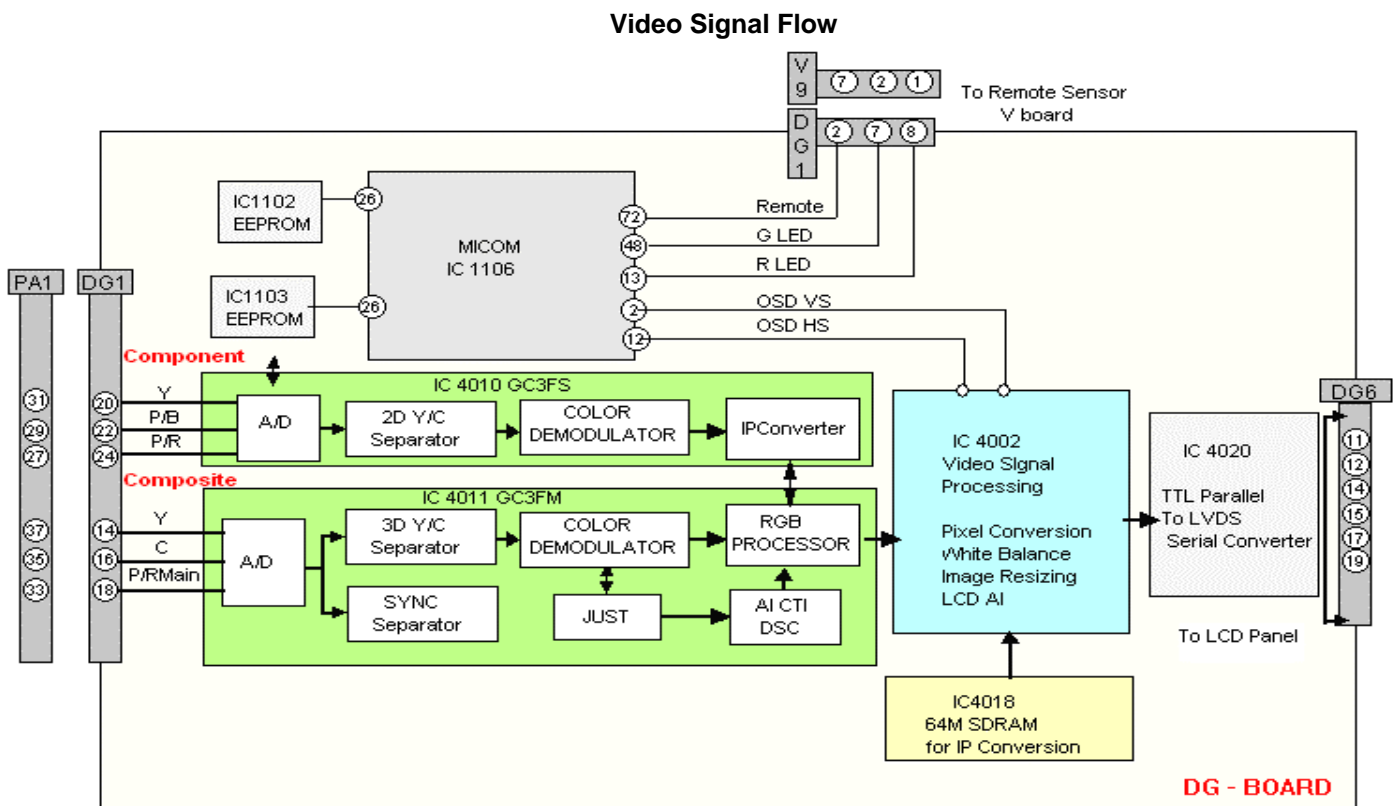 Video Signal Flow
V
9
7 2 1
To Remote Sensor
V board
D
G
1
2 7 8
IC1102
EEPROM
26
MICOM
IC 1106
72
Remote
48
G LED
13
R LED
2
OSD VS
12
OSD HS
IC1103
EEPROM
26
PA1
DG1
Component
31
20
Y
29
22
P/B
27
24
P/R
IC 4010 GC3FS
A/D
2D Y/C
Separator
COLOR
DEMODULATOR
IPConverter
Composite
37
14
Y
35
16
C
33
18
P/RMain
IC 4011 GC3FM
A/D
3D Y/C
Separator
COLOR
DEMODULATOR
RGB
PROCESSOR
SYNC
Separator
JUST
AI CTI
DSC
IC 4002
Video SIgnal
Processing
Pixel Conversion
White Balance
Image Resizing
LCD AI
IC 4020
TTL Parallel
To LVDS
Serial Converter
DG6
11
12
14
15
17
19
To LCD Panel
IC4018
64M SDRAM
for IP Conversion
DG - BOARD